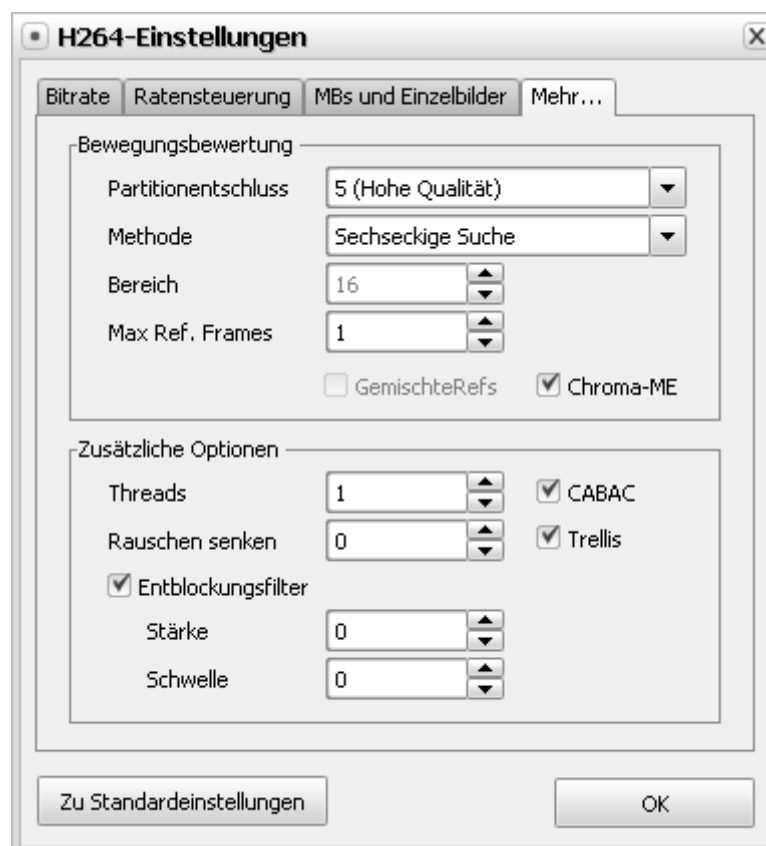 H264-Einstellungen
Bitrate Ratensteuerung MBs und Einzelbilder Mehr...
Bewegungsbewertung
Partitionentschluss 5 (Hohe Qualität)
Methode Sechseckige Suche
Bereich 16
Max Ref. Frames 1
GemischteRefs Chroma-ME
Zusätzliche Optionen
Threads 1 CABAC
Rauschen senken 0 Trellis
Entblockungsfilter
Stärke 0
Schwelle 0
Zu Standardeinstellungen OK